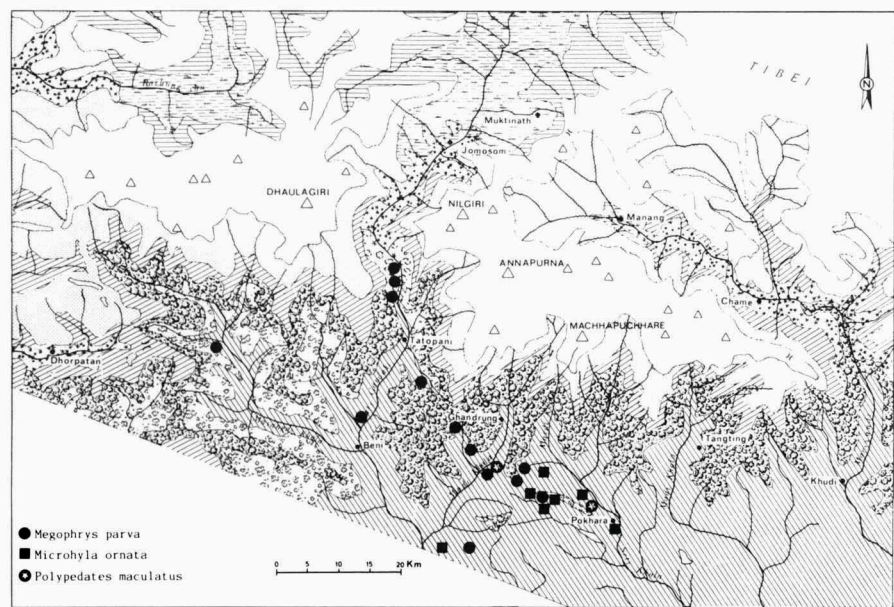 TIBET
N
Muktinath
Jomosom
DHAULAGIRI
NILGIRI
Manang
ANNAPURNA
Chame
MACHHAPUCHHARE
Tatopani
Dhorpatan
Ghandrung
Beni
Tangting
Khudi
Pokhara
Megophrys parva
Microhyla ornata
Polypedates maculatus
0 5 10 20 Km